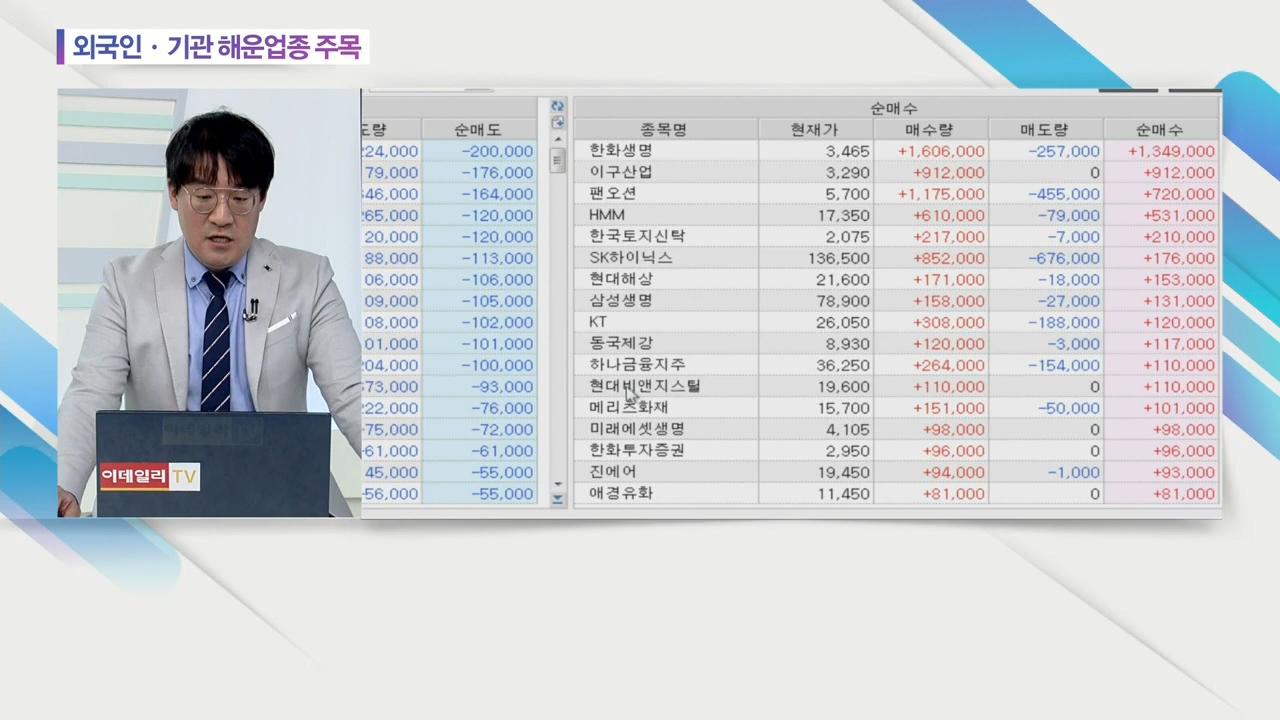 외국인 · 기관 해운업종 주목
순매수
도량 순매도 종목명 현재가 매수량 매도량 순매수
224,000 -200,000 한화생명 3,465 +1,606,000 -257,000 +1,349,000
79,000 -176,000 이구산업 3,290 +912,000 0 +912,000
346,000 -164,000 팬오션 5,700 +1,175,000 -455,000 +720,000
265,000 -120,000 HMM 17,350 +610,000 -79,000 +531,000
20,000 -120,000 한국토지신탁 2,075 +217,000 -7,000 +210,000
88,000 -113,000 SK하이닉스 136,500 +852,000 -676,000 +176,000
06,000 -106,000 현대해상 21,600 +171,000 -18,000 +153,000
09,000 -105,000 삼성생명 78,900 +158,000 -27,000 +131,000
08,000 -102,000 KT 26,050 +308,000 -188,000 +120,000
01,000 -101,000 동국제강 8,930 +120,000 -3,000 +117,000
204,000 -100,000 하나금융지주 36,250 +264,000 -154,000 +110,000
373,000 -93,000 현대비앤지스틸 19,600 +110,000 0 +110,000
222,000 -76,000 메리츠화재 15,700 +151,000 -50,000 +101,000
-75,000 -72,000 미래에셋생명 4,105 +98,000 0 +98,000
-61,000 -61,000 한화투자증권 2,950 +96,000 0 +96,000
45,000 -55,000 진에어 19,450 +94,000 -1,000 +93,000
-56,000 -55,000 애경유화 11,450 +81,000 0 +81,000
이데일리 TV